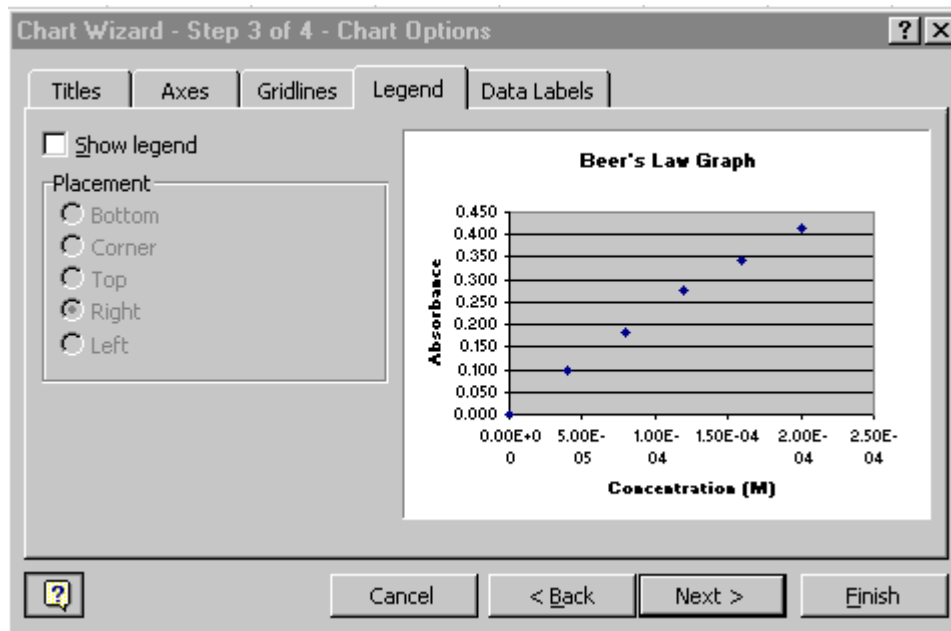 Chart Wizard - Step 3 of 4 - Chart Options
? X
Titles Axes Gridlines Legend Data Labels
Show legend
Placement
Bottom
Corner
Top
Right
Left
Beer's Law Graph
Absorbance
0.450
0.400
0.350
0.300
0.250
0.200
0.150
0.100
0.050
0.000
0.00E+0 5.00E- 1.00E- 1.50E-04 2.00E- 2.50E-
0 05 04 04 04
Concentration (M)
? Cancel < Back Next > Finish